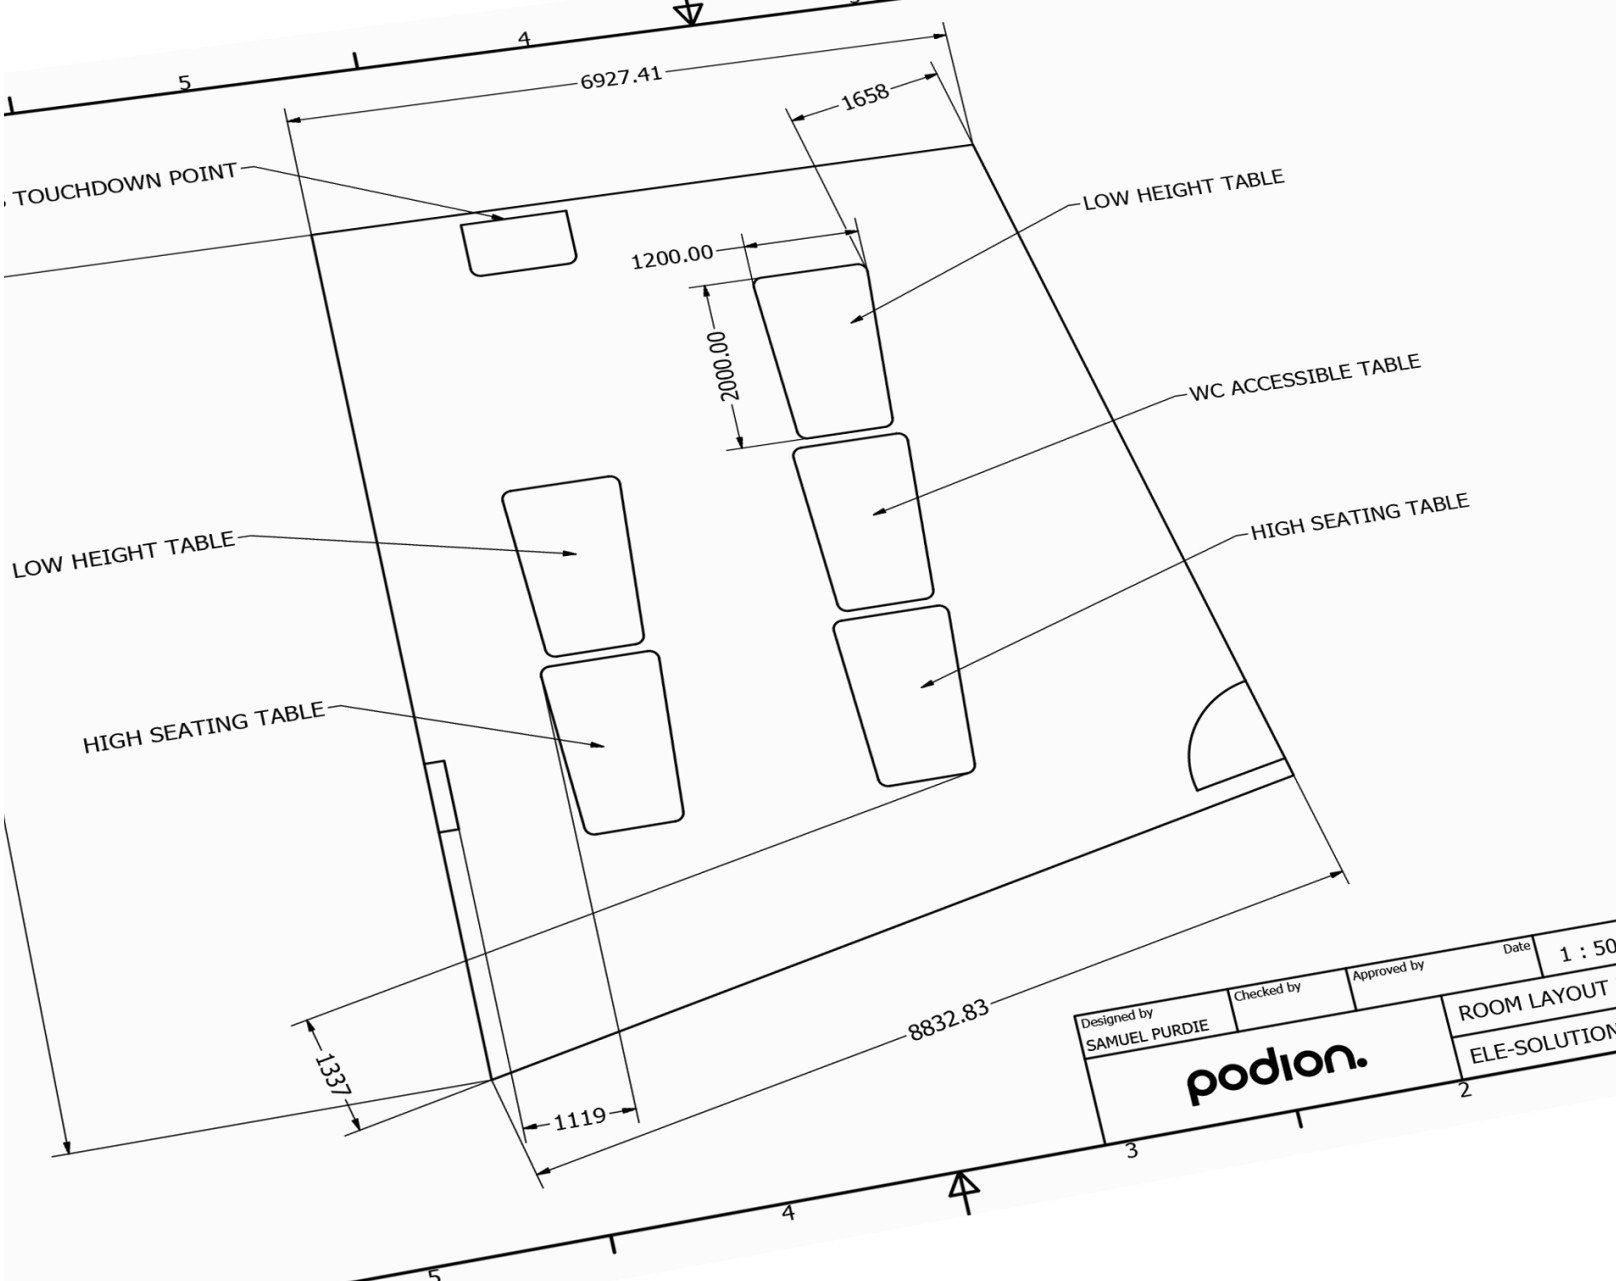 5
4
6927.41
1658
TOUCHDOWN POINT
LOW HEIGHT TABLE
1200.00
2000.00
WC ACCESSIBLE TABLE
HIGH SEATING TABLE
LOW HEIGHT TABLE
HIGH SEATING TABLE
8832.83
1337
1119
Designed by
SAMUEL PURDIE
Checked by
Approved by
Date
1 : 50
ROOM LAYOUT
ELE-SOLUTION
podion.
2
3
4
5